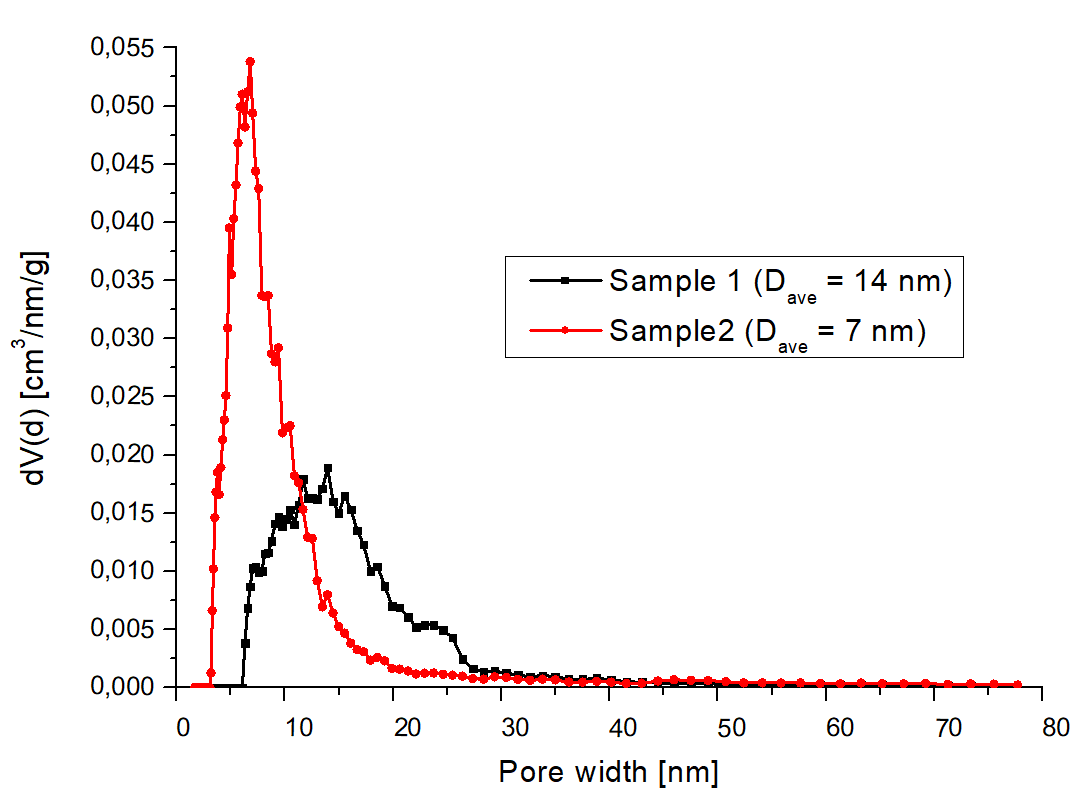 0,055
0,050
0,045
0,040
0,035
0,030
0,025
0,020
0,015
0,010
0,005
0,000
dV(d) [cm³/nm/g]
Sample 1 (Dave = 14 nm)
Sample2 (Dave = 7 nm)
0 10 20 30 40 50 60 70 80
Pore width [nm]